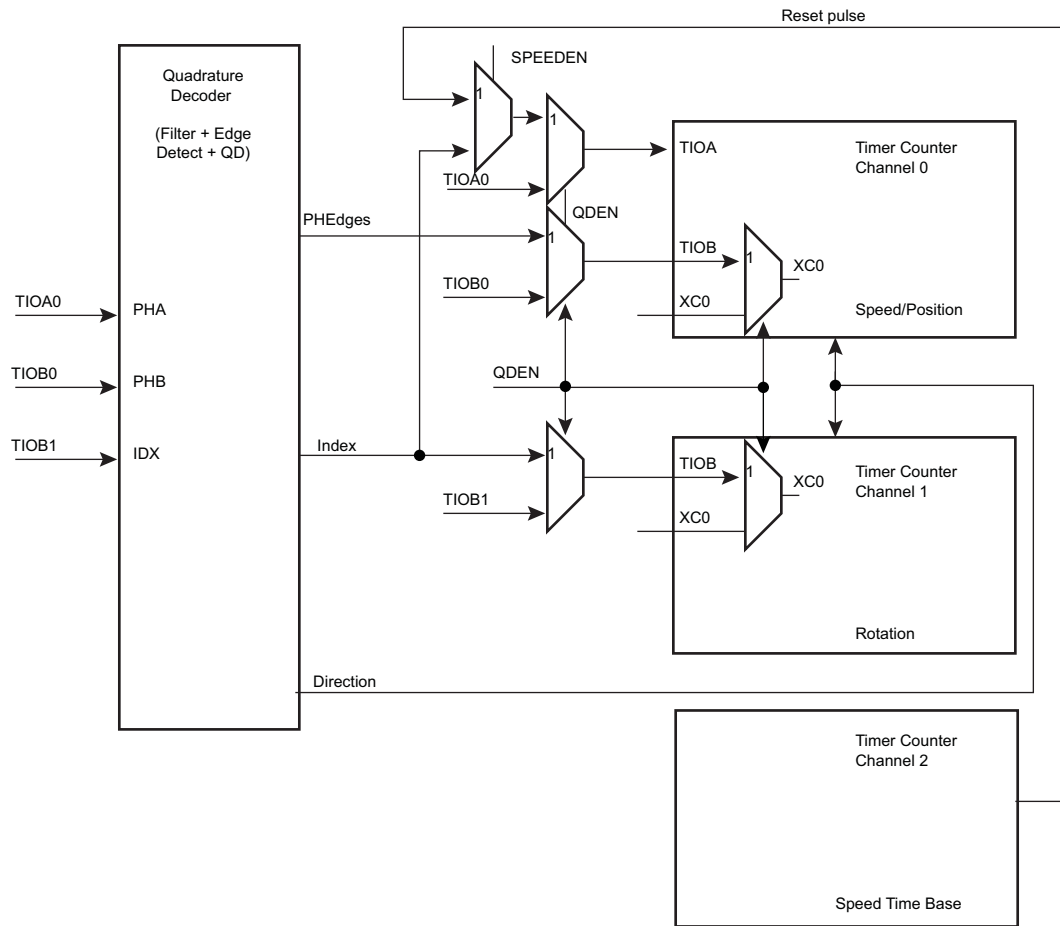 Reset pulse
SPEEDEN
Quadrature
Decoder
(Filter + Edge
Detect + QD)
1
1
TIOA
Timer Counter
Channel 0
TIOA0
QDEN
PHEdges
1
TIOB
1
XC0
TIOB0
XC0
Speed/Position
TIOA0
PHA
TIOB0
PHB
QDEN
TIOB1
IDX
Index
1
TIOB
1
XC0
Timer Counter
Channel 1
TIOB1
XC0
Rotation
Direction
Timer Counter
Channel 2
Speed Time Base